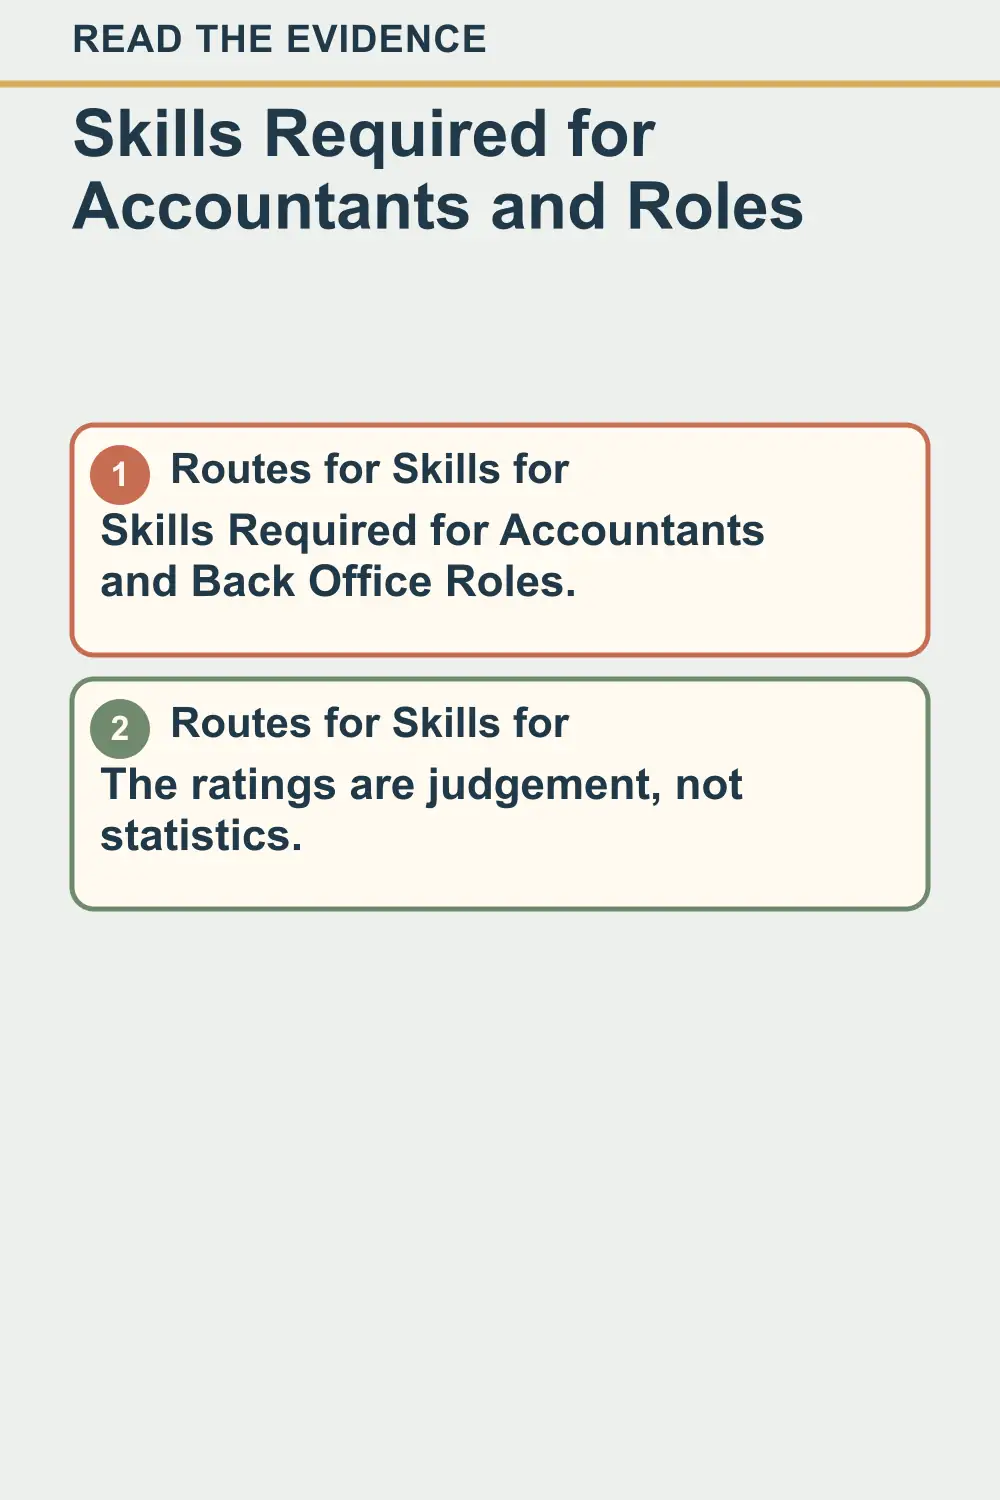 READ THE EVIDENCE
Skills Required for
Accountants and Roles
1 Routes for Skills for
Skills Required for Accountants
and Back Office Roles.
2 Routes for Skills for
The ratings are judgement, not
statistics.